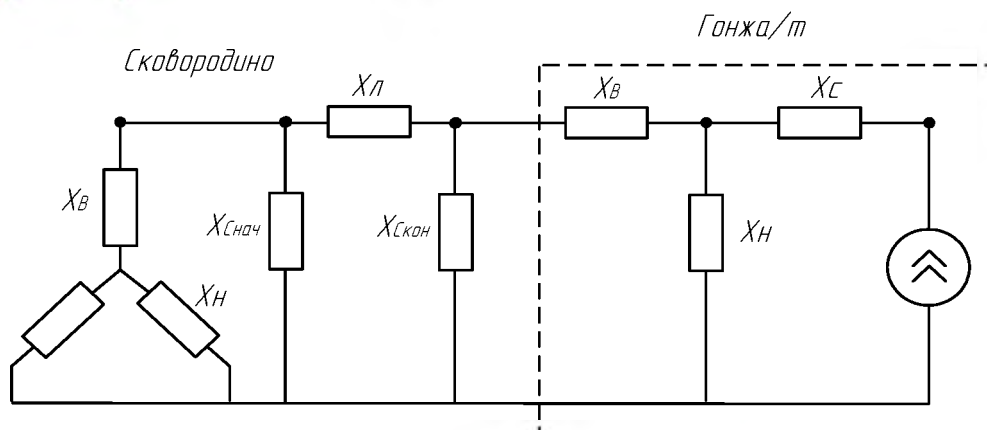 Гонжа/т
Сковородино
Xл
Xв
Xс
Xв
XСнач
XСкон
Xн
Xн